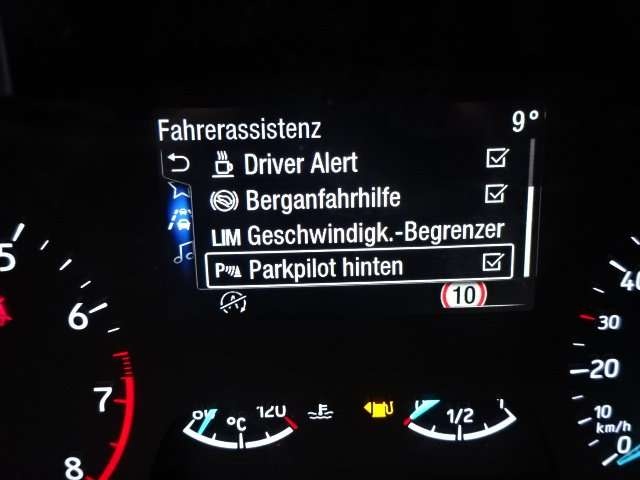 Fahrerassistenz 9°
Driver Alert
Berganfahrhilfe
LIM Geschwindigk.-Begrenzer
P Parkpilot hinten
10
5
6
7
8
°C
120
1/2
40
30
20
10
km/h
0